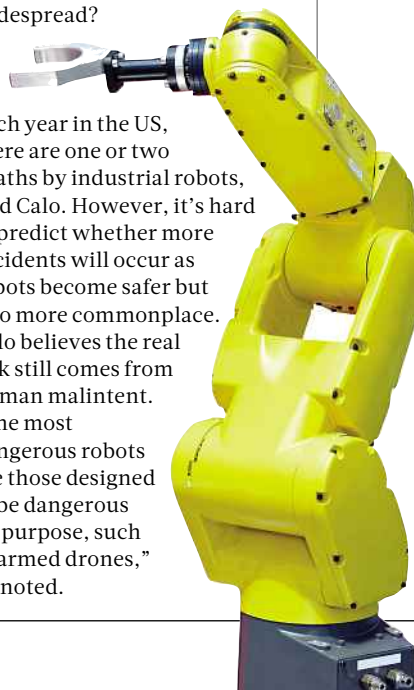 despread?
ch year in the US,
ere are one or two
aths by industrial robots,
d Calo. However, it's hard
predict whether more
cidents will occur as
bots become safer but
o more commonplace.
lo believes the real
k still comes from
man malintent.
he most
ngerous robots
e those designed
be dangerous
purpose, such
armed drones,”
noted.